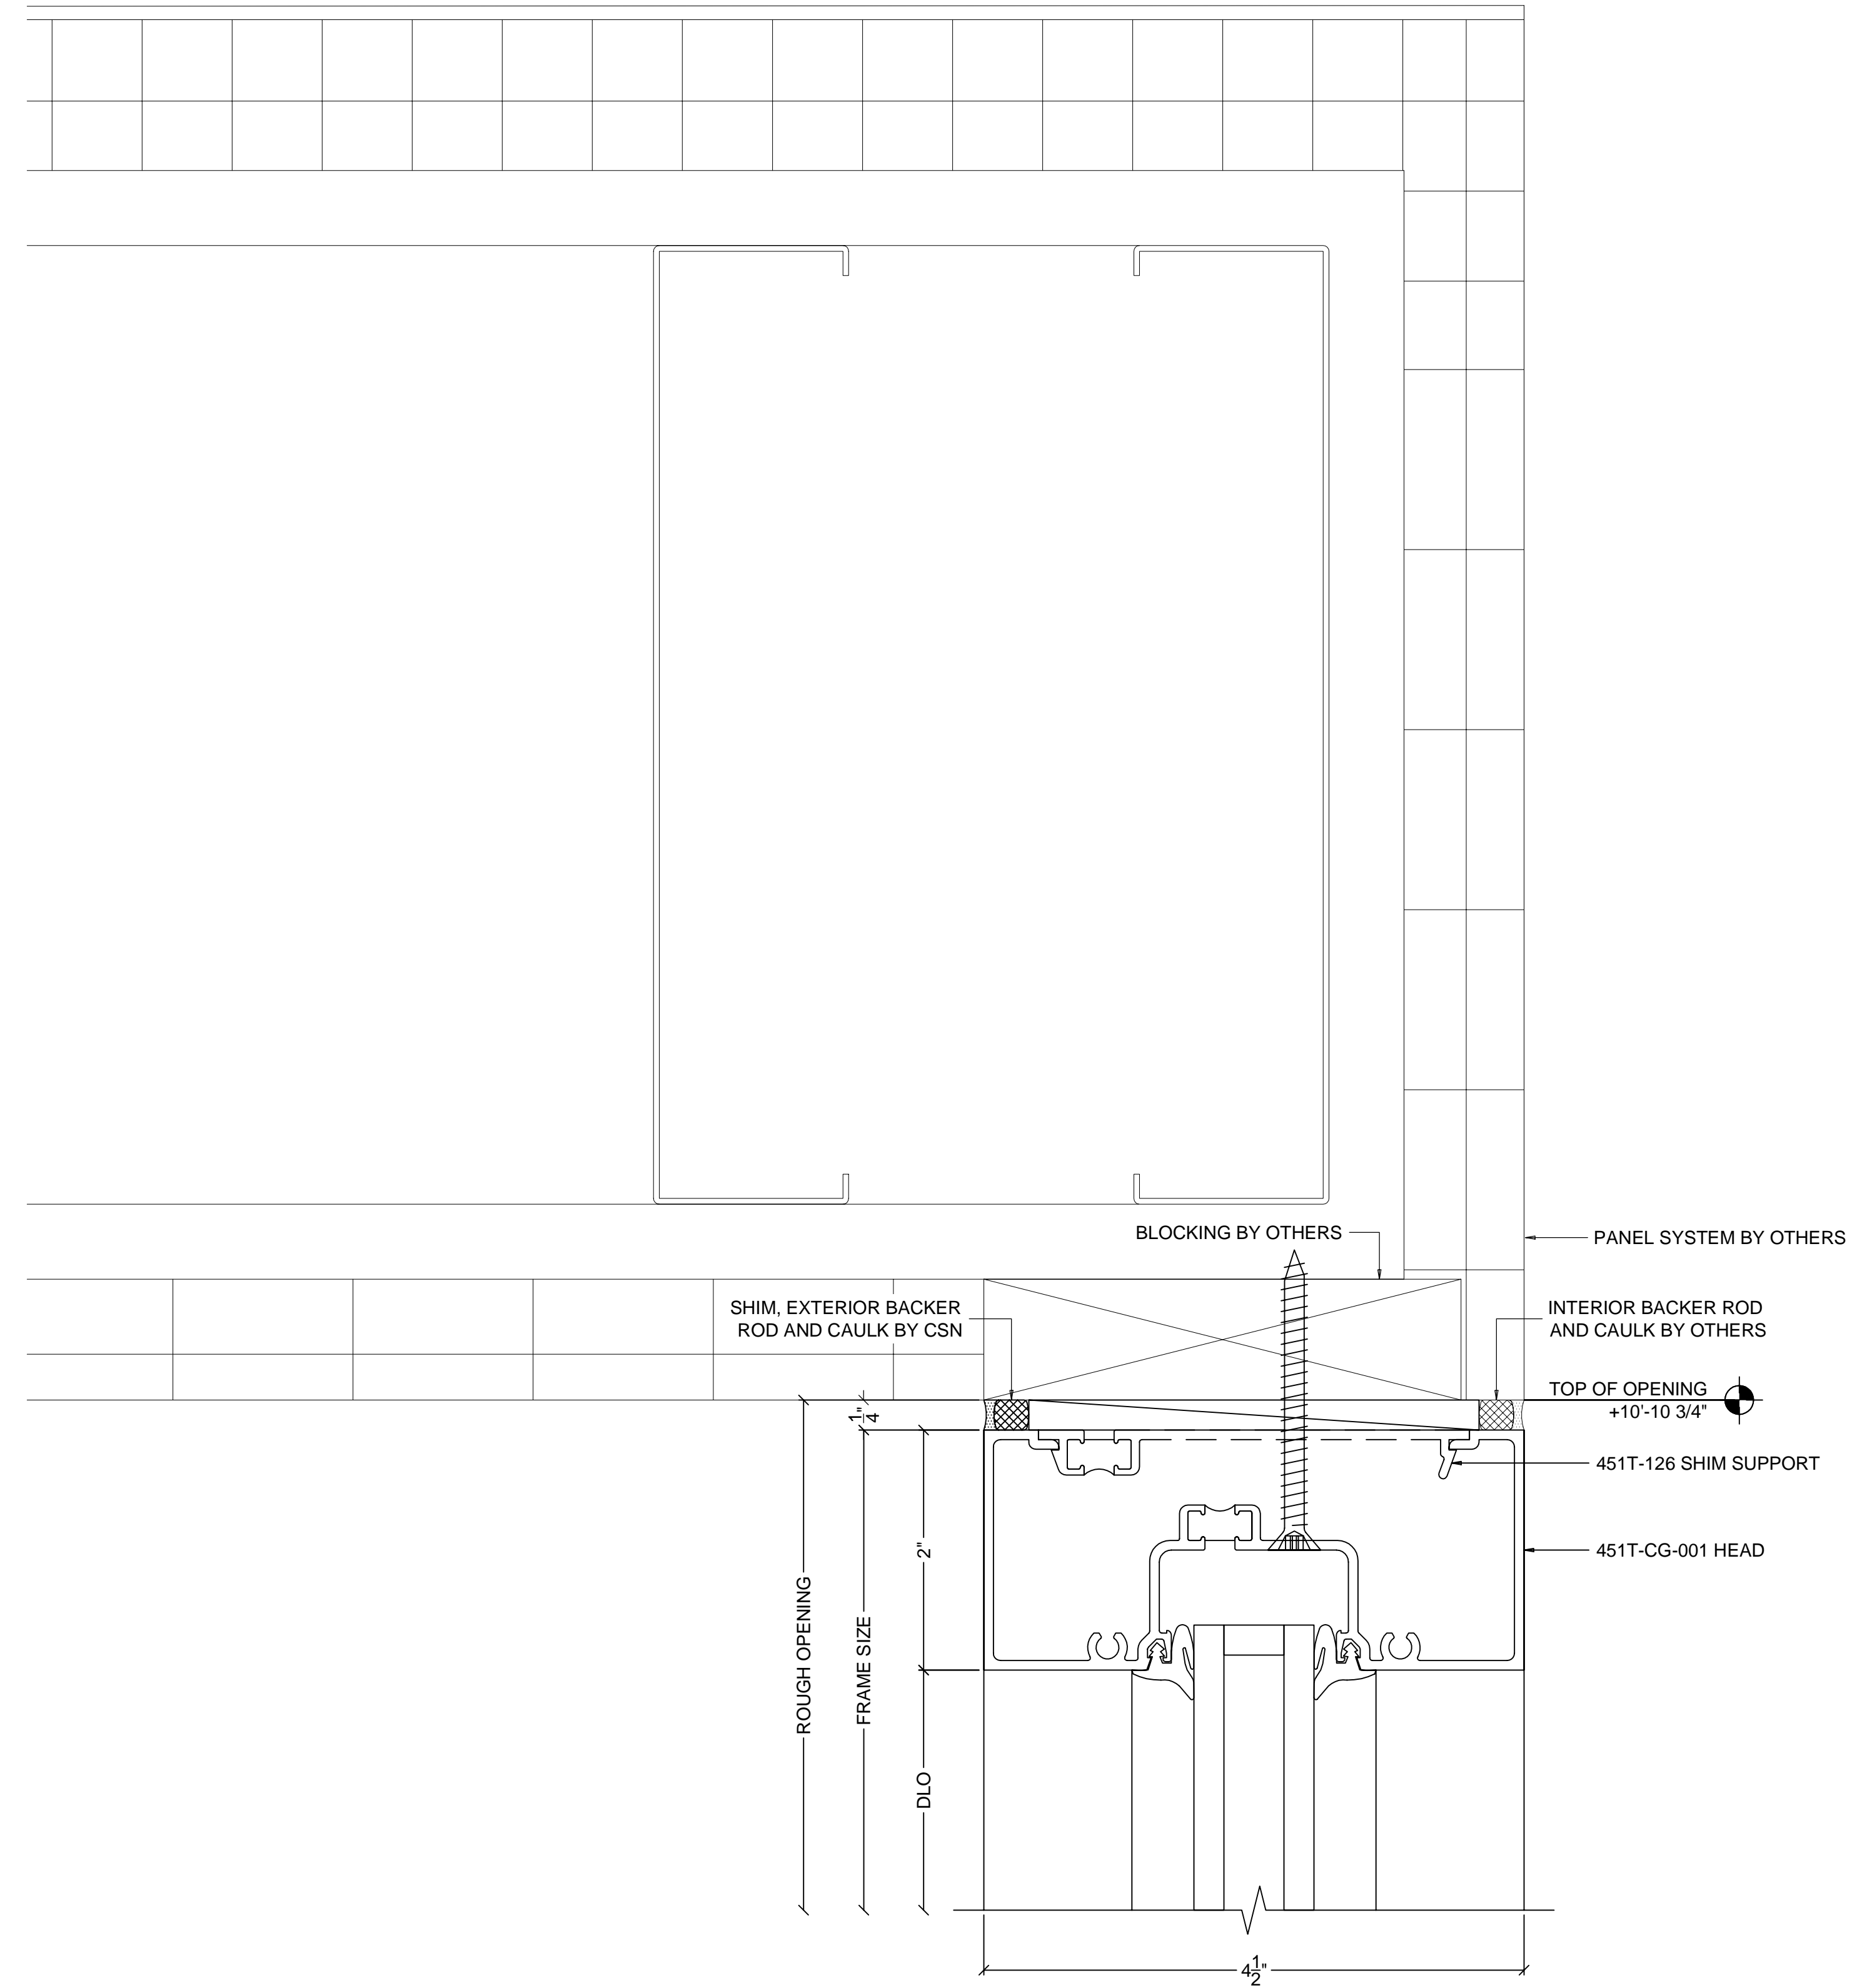 BLOCKING BY OTHERS
PANEL SYSTEM BY OTHERS
SHIM, EXTERIOR BACKER
ROD AND CAULK BY CSN
INTERIOR BACKER ROD
AND CAULK BY OTHERS
TOP OF OPENING
+10'-10 3/4"
1/4"
451T-126 SHIM SUPPORT
2"
451T-CG-001 HEAD
ROUGH OPENING
FRAME SIZE
DLO
4 1/2"